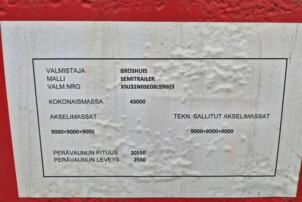 VALMISTAJA BROSHUIS
MALLI SEMITRAILER
VALM.NRO XNJ31N0SE08L99003
KOKONAISMASSA 43000
AKSELIMASSAT TEKN. SALLITUT AKSELIMASSAT
9000+9000+9000 9000+9000+9000
PERÄVAUNUN PITUUS 20550
PERÄVAUNUN LEVEYS 2550